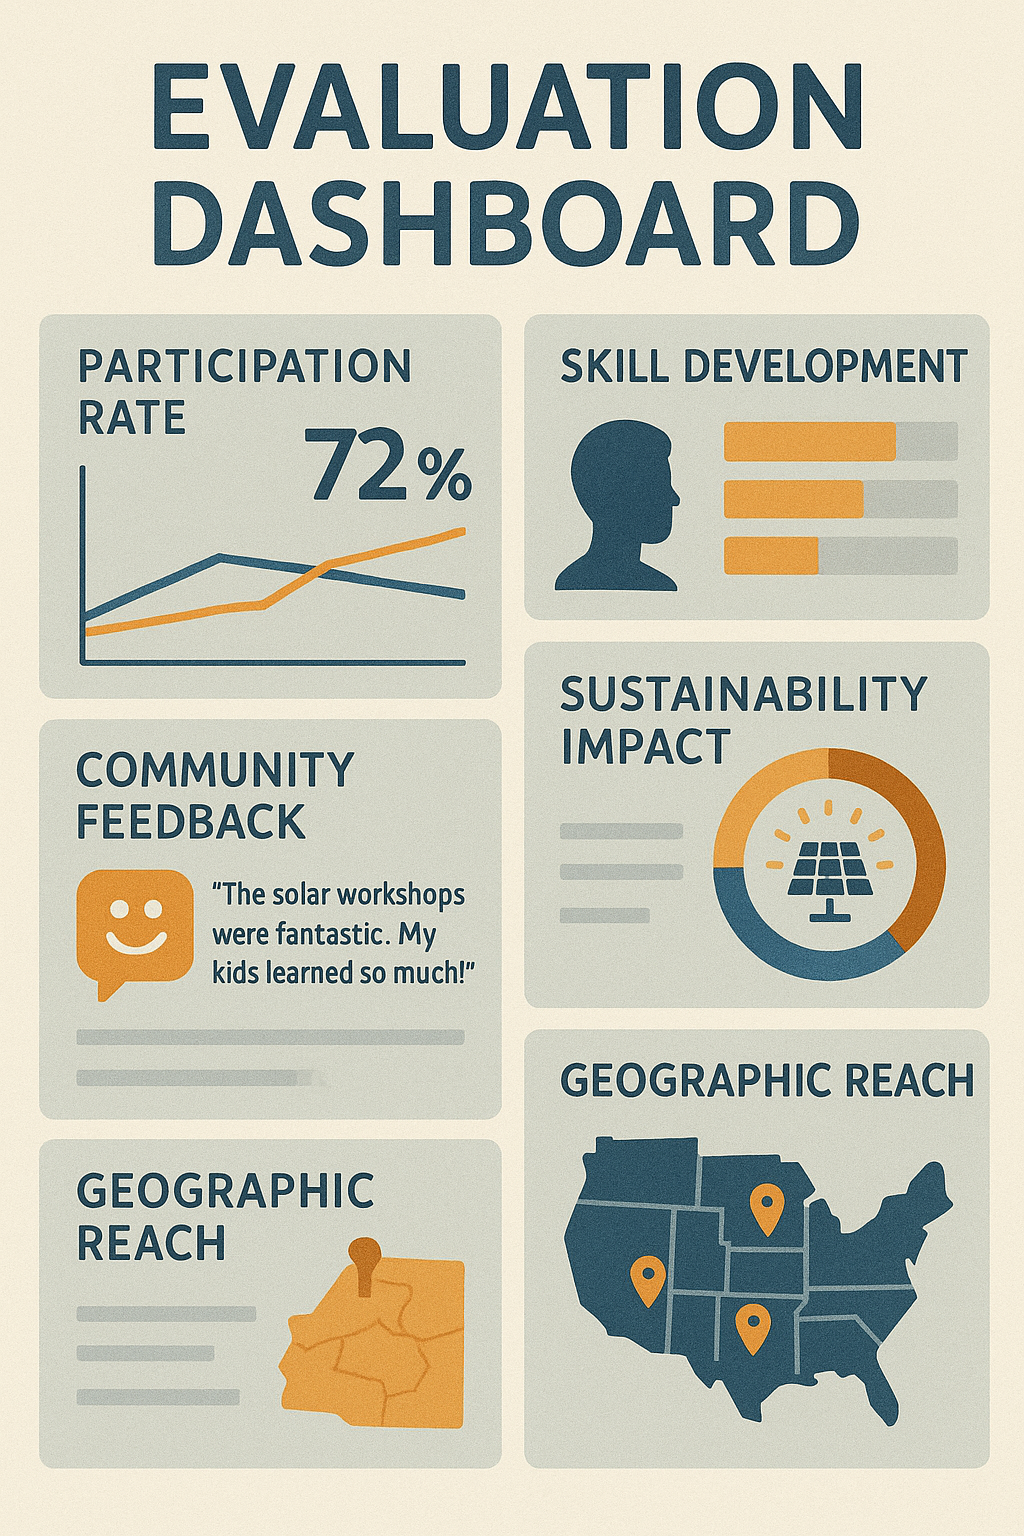 EVALUATION
DASHBOARD
PARTICIPATION
RATE
72%
SKILL DEVELOPMENT
COMMUNITY
FEEDBACK
"The solar workshops
were fantastic. My
kids learned so much!"
SUSTAINABILITY
IMPACT
GEOGRAPHIC
REACH
GEOGRAPHIC REACH